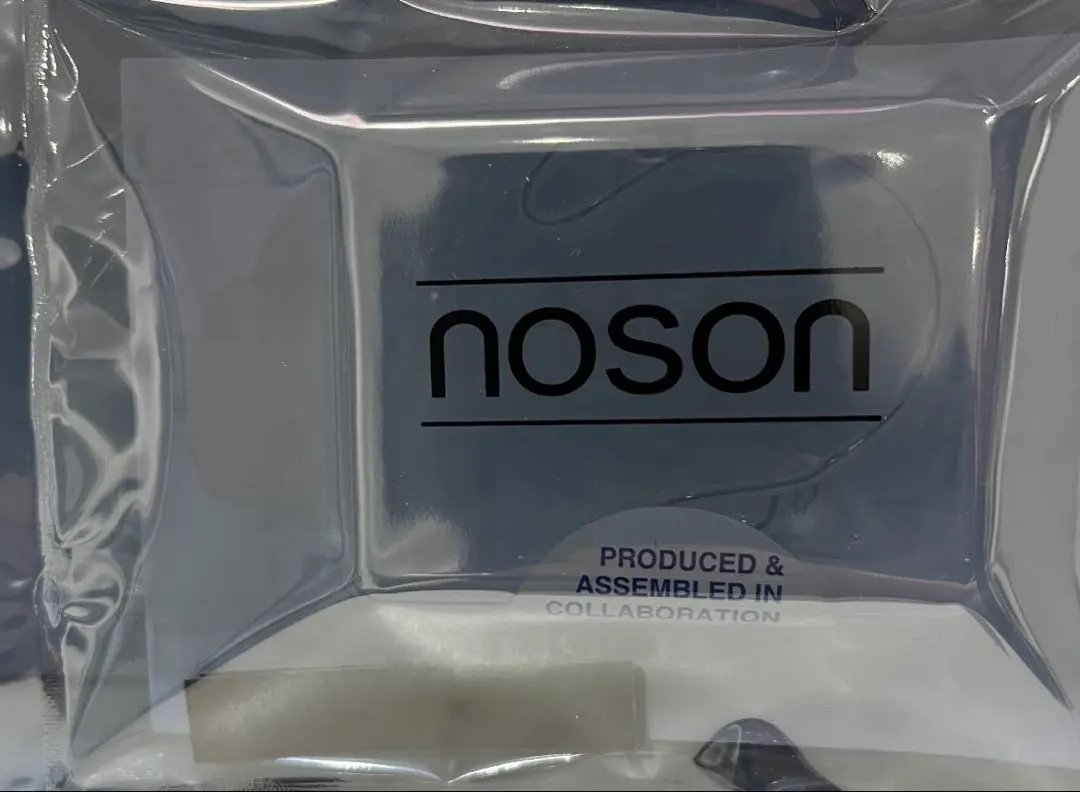 noson
PRODUCED &
ASSEMBLED IN
COLLABORATION